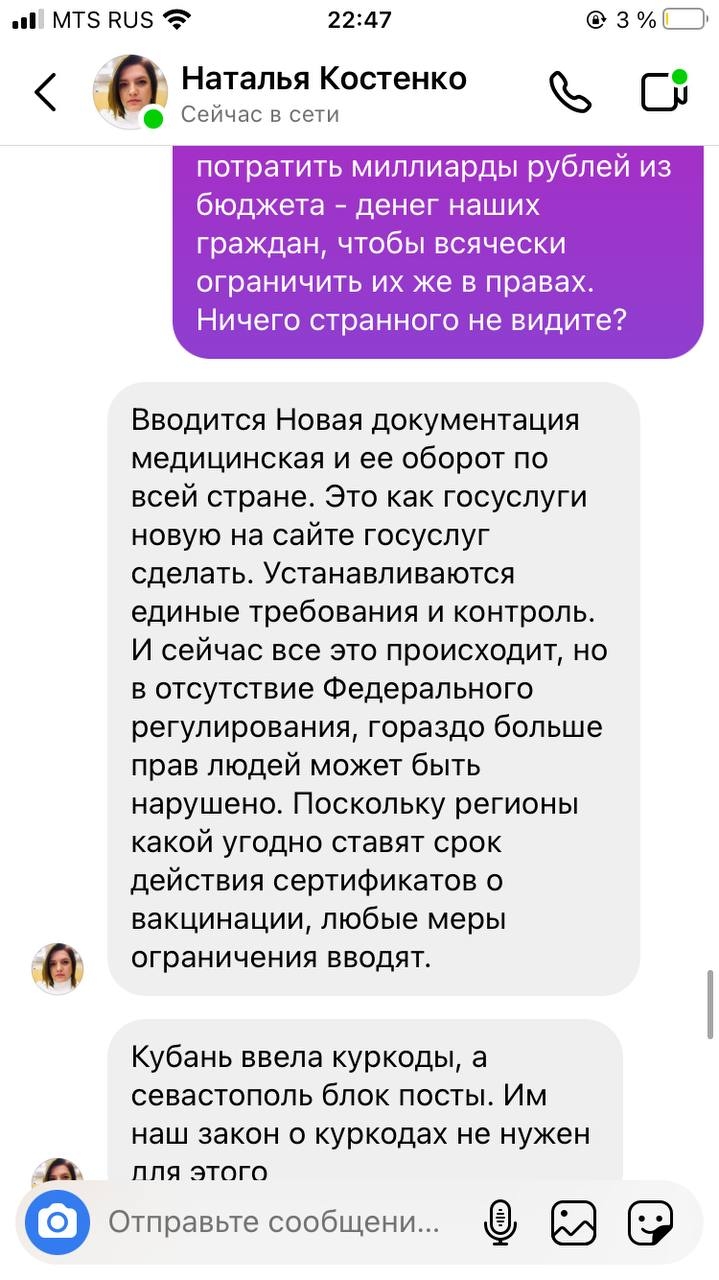 MTS RUS 22:47 3 %
Наталья Костенко
Сейчас в сети
потратить миллиарды рублей из
бюджета - денег наших
граждан, чтобы всячески
ограничить их же в правах.
Ничего странного не видите?
Вводится Новая документация
медицинская и ее оборот по
всей стране. Это как госуслуги
новую на сайте госуслуг
сделать. Устанавливаются
единые требования и контроль.
И сейчас все это происходит, но
в отсутствие Федерального
регулирования, гораздо больше
прав людей может быть
нарушено. Поскольку регионы
какой угодно ставят срок
действия сертификатов о
вакцинации, любые меры
ограничения вводят.
Кубань ввела куркоды, а
севастополь блок посты. Им
наш закон о куркодах не нужен
для этого
Отправьте сообщени...